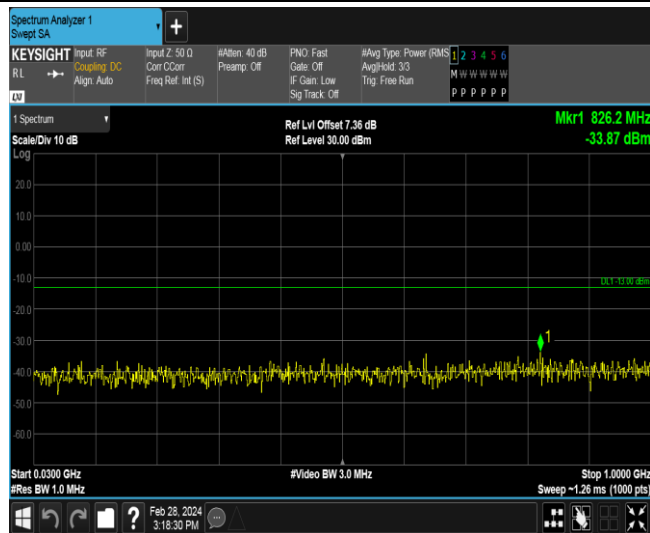 Spectrum Analyzer 1
Swept SA
+
KEYSIGHT Input: RF Input Z: 50 Ω #Atten: 40 dB PNO: Fast #Avg Type: Power (RMS 1 2 3 4 5 6
RL Coupling: DC Corr CCorr Preamp: Off Gate: Off Avg|Hold: 3/3 M W W W W W
Align: Auto Freq Ref: Int (S) IF Gain: Low Trig: Free Run
Sig Track: Off P P P P P P
1 Spectrum Ref Lvl Offset 7.36 dB Mkr1 826.2 MHz
Scale/Div 10 dB Ref Level 30.00 dBm -33.87 dBm
Log
20.0
10.0
0.00
-10.0 DL1 -13.00 dBm
-20.0
-30.0 1
-40.0
-50.0
-60.0
Start 0.0300 GHz #Video BW 3.0 MHz Stop 1.0000 GHz
#Res BW 1.0 MHz Sweep ~1.26 ms (1000 pts)
? Feb 28, 2024
3:18:30 PM